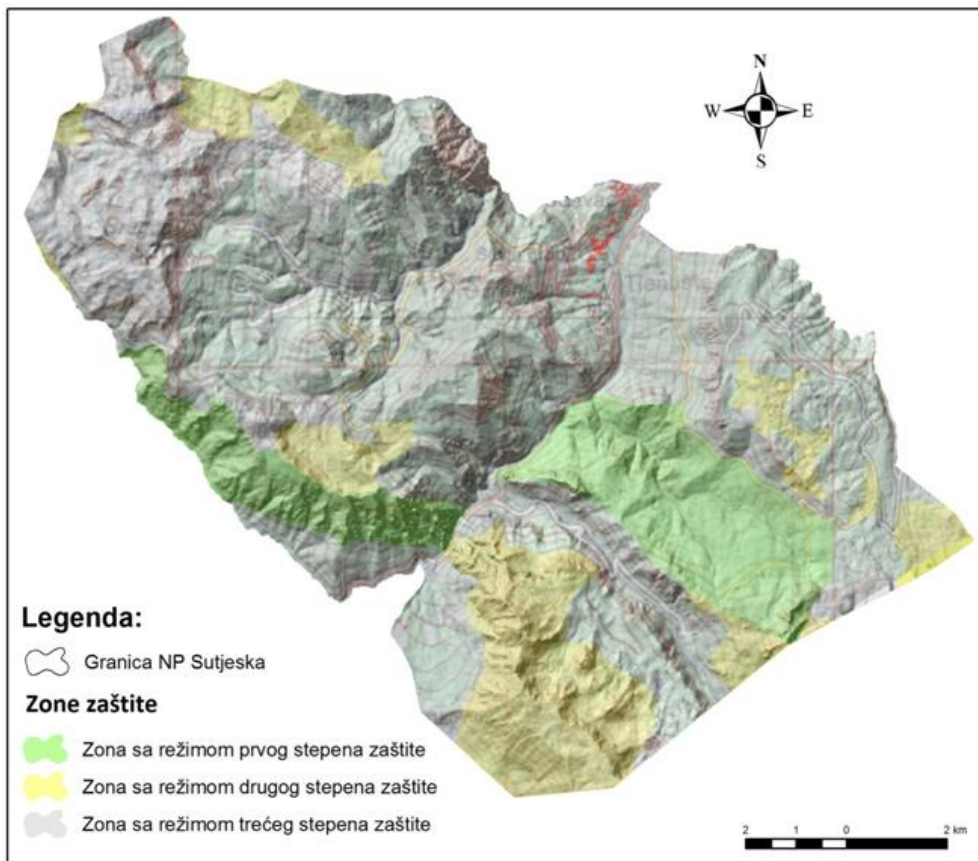 N
W E
S
Legenda:
Granica NP Sutjeska
Zone zaštite
Zona sa režimom prvog stepena zaštite
Zona sa režimom drugog stepena zaštite
Zona sa režimom trećeg stepena zaštite
2 1 0 2 km